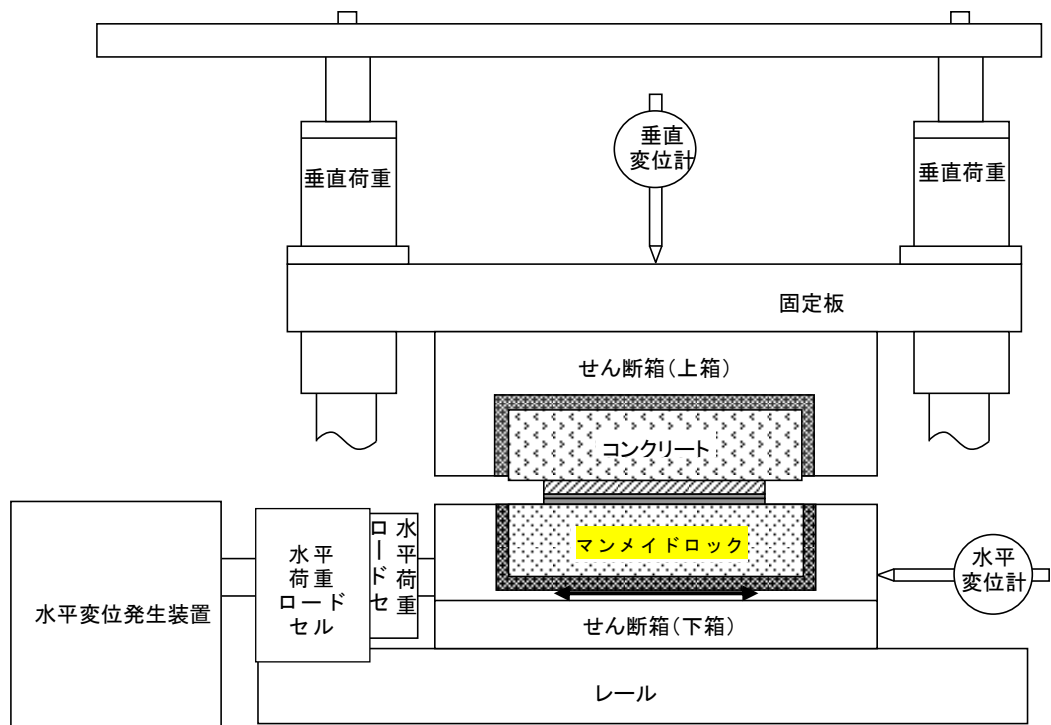 垂直
変位計
垂直荷重
垂直荷重
固定板
せん断箱(上箱)
コンクリート
マンメイドロック
水平荷重
ロードセ
水平
荷重
ロード
セル
水平変位発生装置
水平
変位計
せん断箱(下箱)
レール